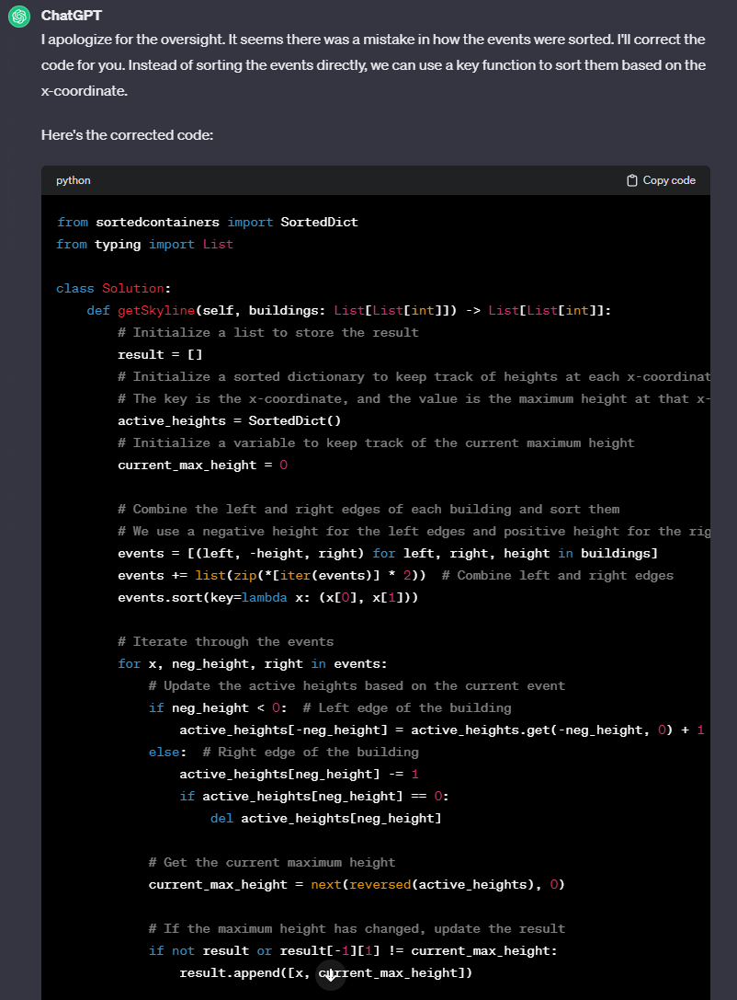 ChatGPT
I apologize for the oversight. It seems there was a mistake in how the events were sorted. I'll correct the
code for you. Instead of sorting the events directly, we can use a key function to sort them based on the
x-coordinate.
Here's the corrected code:
python Copy code
from sortedcontainers import SortedDict
from typing import List
class Solution:
    def getSkyline(self, buildings: List[List[int]]) -> List[List[int]]:
        # Initialize a list to store the result
        result = []
        # Initialize a sorted dictionary to keep track of heights at each x-coordinat
        # The key is the x-coordinate, and the value is the maximum height at that x-
        active_heights = SortedDict()
        # Initialize a variable to keep track of the current maximum height
        current_max_height = 0
        # Combine the left and right edges of each building and sort them
        # We use a negative height for the left edges and positive height for the rig
        events = [(left, -height, right) for left, right, height in buildings]
        events += list(zip(*[iter(events)] * 2))  # Combine left and right edges
        events.sort(key=lambda x: (x[0], x[1]))
        # Iterate through the events
        for x, neg_height, right in events:
            # Update the active heights based on the current event
            if neg_height < 0:  # Left edge of the building
                active_heights[-neg_height] = active_heights.get(-neg_height, 0) + 1
            else:  # Right edge of the building
                active_heights[neg_height] -= 1
                if active_heights[neg_height] == 0:
                    del active_heights[neg_height]
            # Get the current maximum height
            current_max_height = next(reversed(active_heights), 0)
            # If the maximum height has changed, update the result
            if not result or result[-1][1] != current_max_height:
                result.append([x, current_max_height])